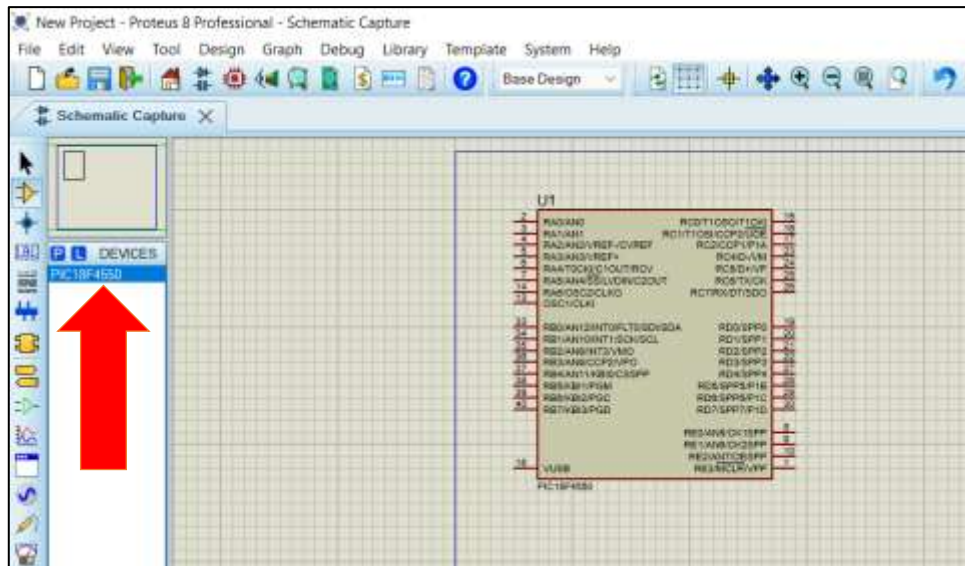 New Project - Proteus 8 Professional - Schematic Capture
File Edit View Tool Design Graph Debug Library Template System Help
Base Design
Schematic Capture
P L DEVICES
PIC18F4550
U1
RA0/AN0
RA1/AN1
RA2/AN2/VREF-/CVREF
RA3/AN3/VREF+
RA4/T0CKI/C1OUT/RCV
RA5/AN4/SS/LVDIN/C2OUT
RA6/OSC2/CLKO
OSC1/CLKI
RB0/AN12/INT0/FLT0/SDI/SDA
RB1/AN10/INT1/SCK/SCL
RB2/AN8/INT2/VMO
RB3/AN9/CCP2/VPO
RB4/AN11/KBI0/CSSPP
RB5/KBI1/PGM
RB6/KBI2/PGC
RB7/KBI3/PGD
18 VUSB
RC0/T1OSO/T1CKI
RC1/T1OSI/CCP2/UOE
RC2/CCP1/P1A
RC4/D-/VM
RC5/D+/VP
RC6/TX/CK
RC7/RX/DT/SDO
RD0/SPP0
RD1/SPP1
RD2/SPP2
RD3/SPP3
RD4/SPP4
RD5/SPP5/P1B
RD6/SPP6/P1C
RD7/SPP7/P1D
RE0/AN5/CK1SPP
RE1/AN6/CK2SPP
RE2/AN7/OESPP
RE3/MCLR/VPP
PIC18F4550